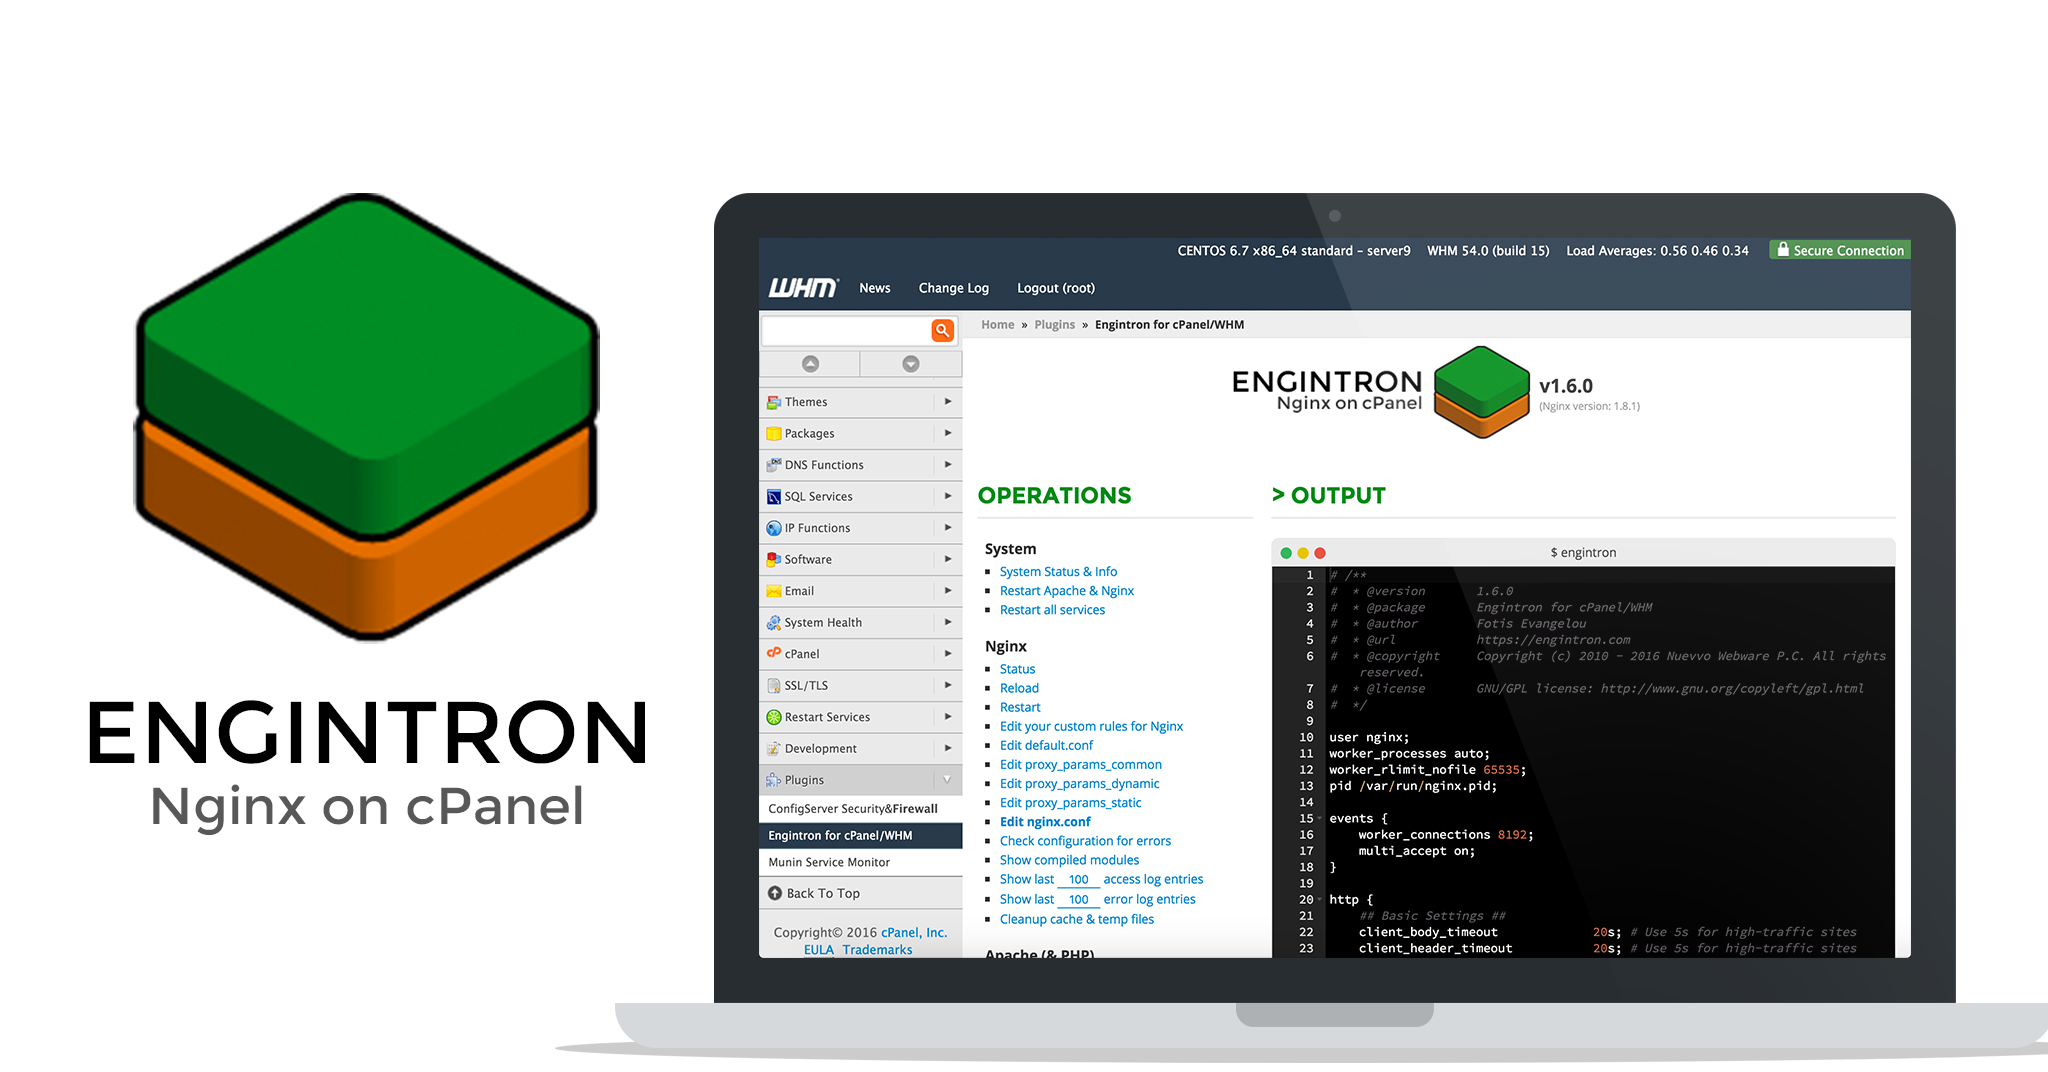 ENGINTRON
Nginx on cPanel
CENTOS 6.7 x86_64 standard – server9 WHM 54.0 (build 15) Load Averages: 0.56 0.46 0.34 Secure Connection
WHM News Change Log Logout (root)
Home » Plugins » Engintron for cPanel/WHM
Themes
Packages
DNS Functions
SQL Services
IP Functions
Software
Email
System Health
cPanel
SSL/TLS
Restart Services
Development
Plugins
ConfigServer Security&Firewall
Engintron for cPanel/WHM
Munin Service Monitor
Back To Top
Copyright© 2016 cPanel, Inc.
EULA Trademarks
ENGINTRON
Nginx on cPanel
v1.6.0
(Nginx version: 1.8.1)
OPERATIONS
System
System Status & Info
Restart Apache & Nginx
Restart all services
Nginx
Status
Reload
Restart
Edit your custom rules for Nginx
Edit default.conf
Edit proxy_params_common
Edit proxy_params_dynamic
Edit proxy_params_static
Edit nginx.conf
Check configuration for errors
Show compiled modules
Show last 100 access log entries
Show last 100 error log entries
Cleanup cache & temp files
Apache (& PHP)
> OUTPUT
$ engintron
1 # /**
2 # * @version 1.6.0
3 # * @package Engintron for cPanel/WHM
4 # * @author Fotis Evangelou
5 # * @url https://engintron.com
6 # * @copyright Copyright (c) 2010 - 2016 Nuevvo Webware P.C. All rights
reserved.
7 # * @license GNU/GPL license: http://www.gnu.org/copyleft/gpl.html
8 # */
9
10 user nginx;
11 worker_processes auto;
12 worker_rlimit_nofile 65535;
13 pid /var/run/nginx.pid;
14
15 events {
16 worker_connections 8192;
17 multi_accept on;
18 }
19
20 http {
21 ## Basic Settings ##
22 client_body_timeout 20s; # Use 5s for high-traffic sites
23 client_header_timeout 20s; # Use 5s for high-traffic sites